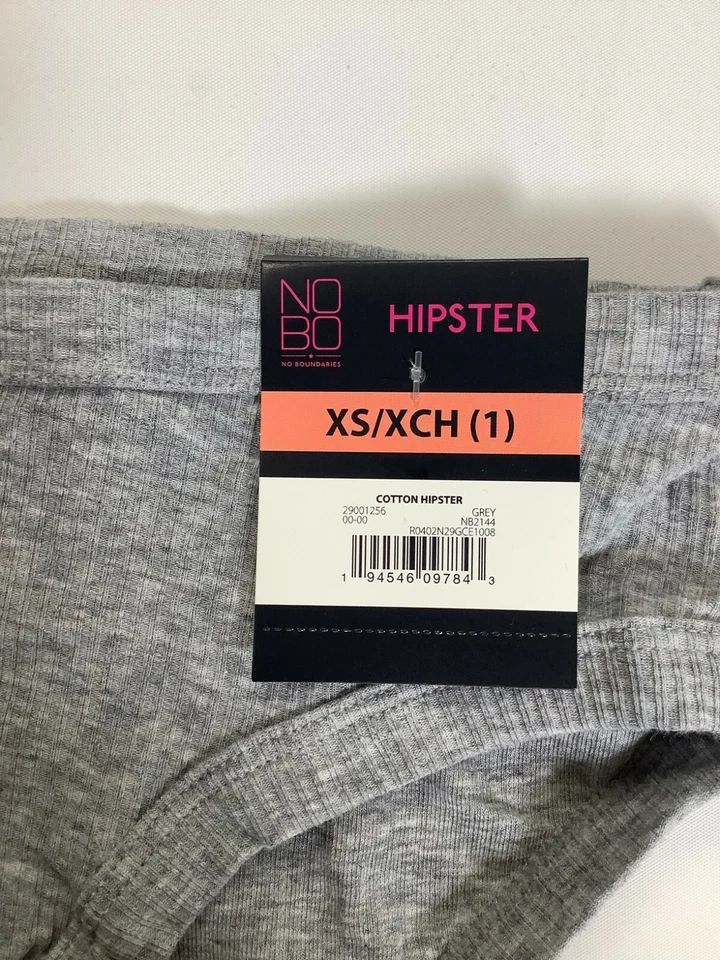 NO
BO
NO BOUNDARIES
HIPSTER
XS/XCH (1)
COTTON HIPSTER
29001256 GREY
00-00 NB2144
R0402N29GCE1008
1 94546 09784 3